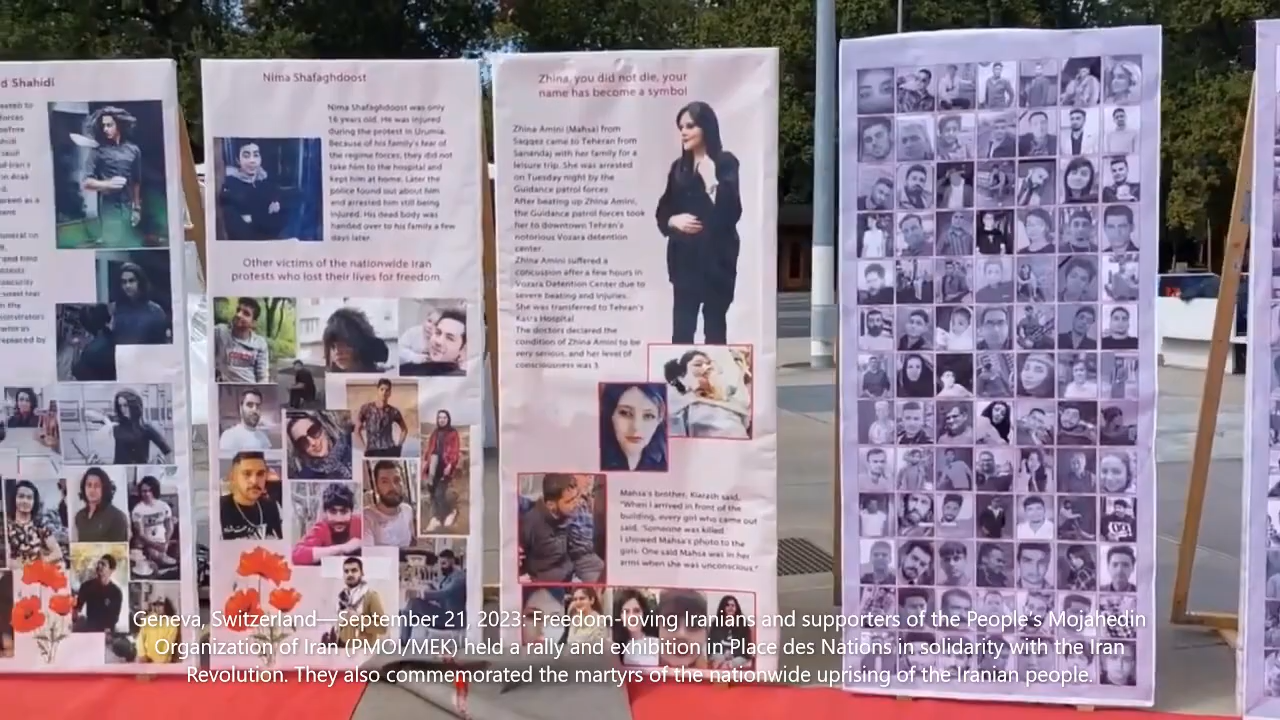 d Shahidi
Nima Shafaghdoost
Nima Shafaghdoost was only
16 years old. He was injured
during the protest in Urumia.
Because of his family's fear of
the regime forces, they did not
take him to the hospital and
kept him at home. Later the
police found out about him
and arrested him still being
injured. His dead body was
handed over to his family a few
days later.
Other victims of the nationwide Iran
protests who lost their lives for freedom.
Zhina, you did not die, your
name has become a symbol
Zhina Amini (Mahsa) from
Saqqez came to Teheran from
Sanandaj with her family for a
leisure trip. She was arrested
on Tuesday night by the
Guidance patrol forces
After beating up Zhina Amini,
the Guidance patrol forces took
her to downtown Tehran's
notorious Vozara detention
center.
Zhina Amini suffered a
concussion after a few hours in
Vozara Detention Center due to
severe beating and injuries.
She was transferred to Tehran's
Kasra Hospital
The doctors declared the
condition of Zhina Amini to be
very serious, and her level of
consciousness was 3
Mahsa's brother, Kiarash said,
"When I arrived in front of the
building, every girl who came out
said, "Someone was killed
I showed Mahsa's photo to the
girls. One said Mahsa was in her
arms when she was unconscious."
Geneva, Switzerland—September 21, 2023: Freedom-loving Iranians and supporters of the People's Mojahedin
Organization of Iran (PMOI/MEK) held a rally and exhibition in Place des Nations in solidarity with the Iran
Revolution. They also commemorated the martyrs of the nationwide uprising of the Iranian people.